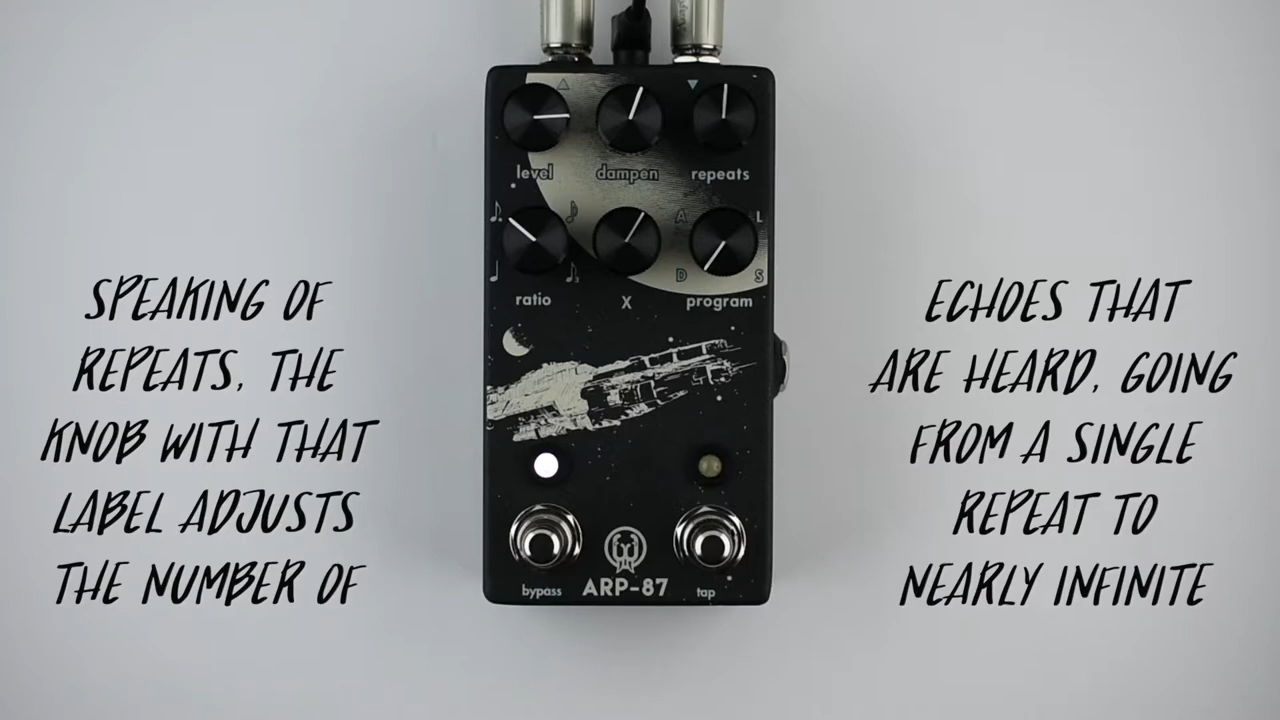 SPEAKING OF
REPEATS, THE
KNOB WITH THAT
LABEL ADJUSTS
THE NUMBER OF
ECHOES THAT
ARE HEARD, GOING
FROM A SINGLE
REPEAT TO
NEARLY INFINITE
level dampen repeats
A L
D S
ratio X program
bypass ARP-87 tap